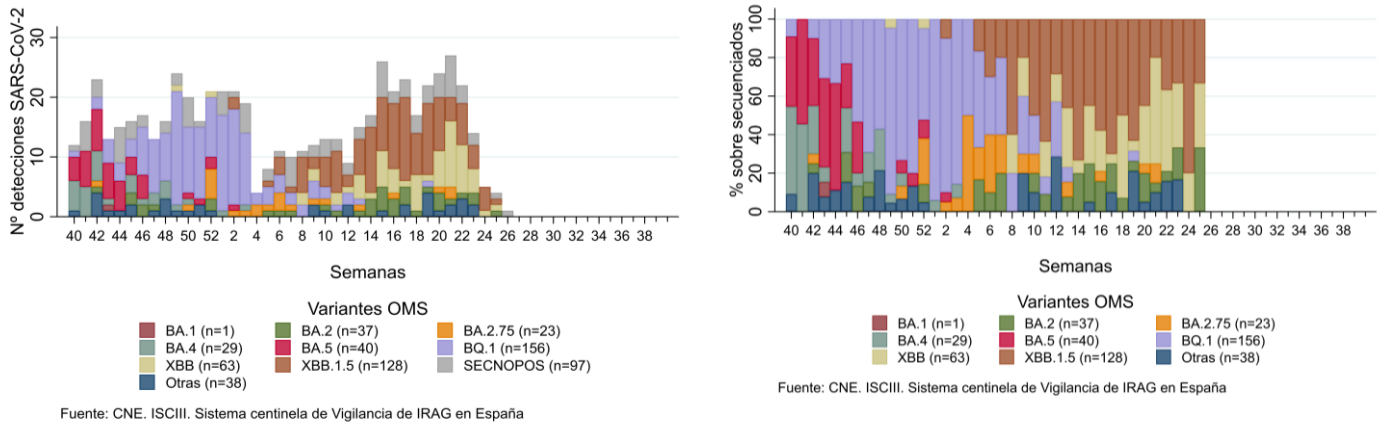 Nº detecciones SARS-CoV-2
30
20
10
0
40 42 44 46 48 50 52 2 4 6 8 10 12 14 16 18 20 22 24 26 28 30 32 34 36 38
Semanas
Variantes OMS
BA.1 (n=1) BA.2 (n=37) BA.2.75 (n=23)
BA.4 (n=29) BA.5 (n=40) BQ.1 (n=156)
XBB (n=63) XBB.1.5 (n=128) SECNOPOS (n=97)
Otras (n=38)
Fuente: CNE. ISCIII. Sistema centinela de Vigilancia de IRAG en España
% sobre secuenciados
100
80
60
40
20
0
40 42 44 46 48 50 52 2 4 6 8 10 12 14 16 18 20 22 24 26 28 30 32 34 36 38
Semanas
Variantes OMS
BA.1 (n=1) BA.2 (n=37) BA.2.75 (n=23)
BA.4 (n=29) BA.5 (n=40) BQ.1 (n=156)
XBB (n=63) XBB.1.5 (n=128) Otras (n=38)
Fuente: CNE. ISCIII. Sistema centinela de Vigilancia de IRAG en España